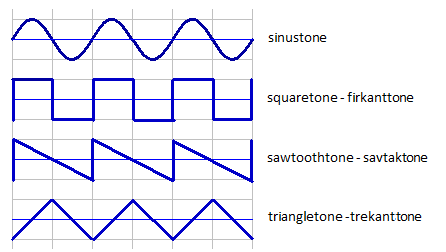 sinustone
squaretone - firkanttone
sawtoothtone - savtaktone
triangletone -trekanttone